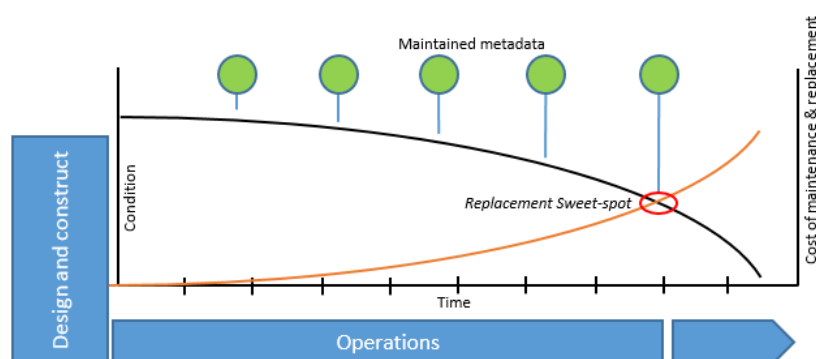 Maintained metadata
Condition
Cost of maintenance & replacement
Design and construct
Replacement Sweet-spot
Time
Operations